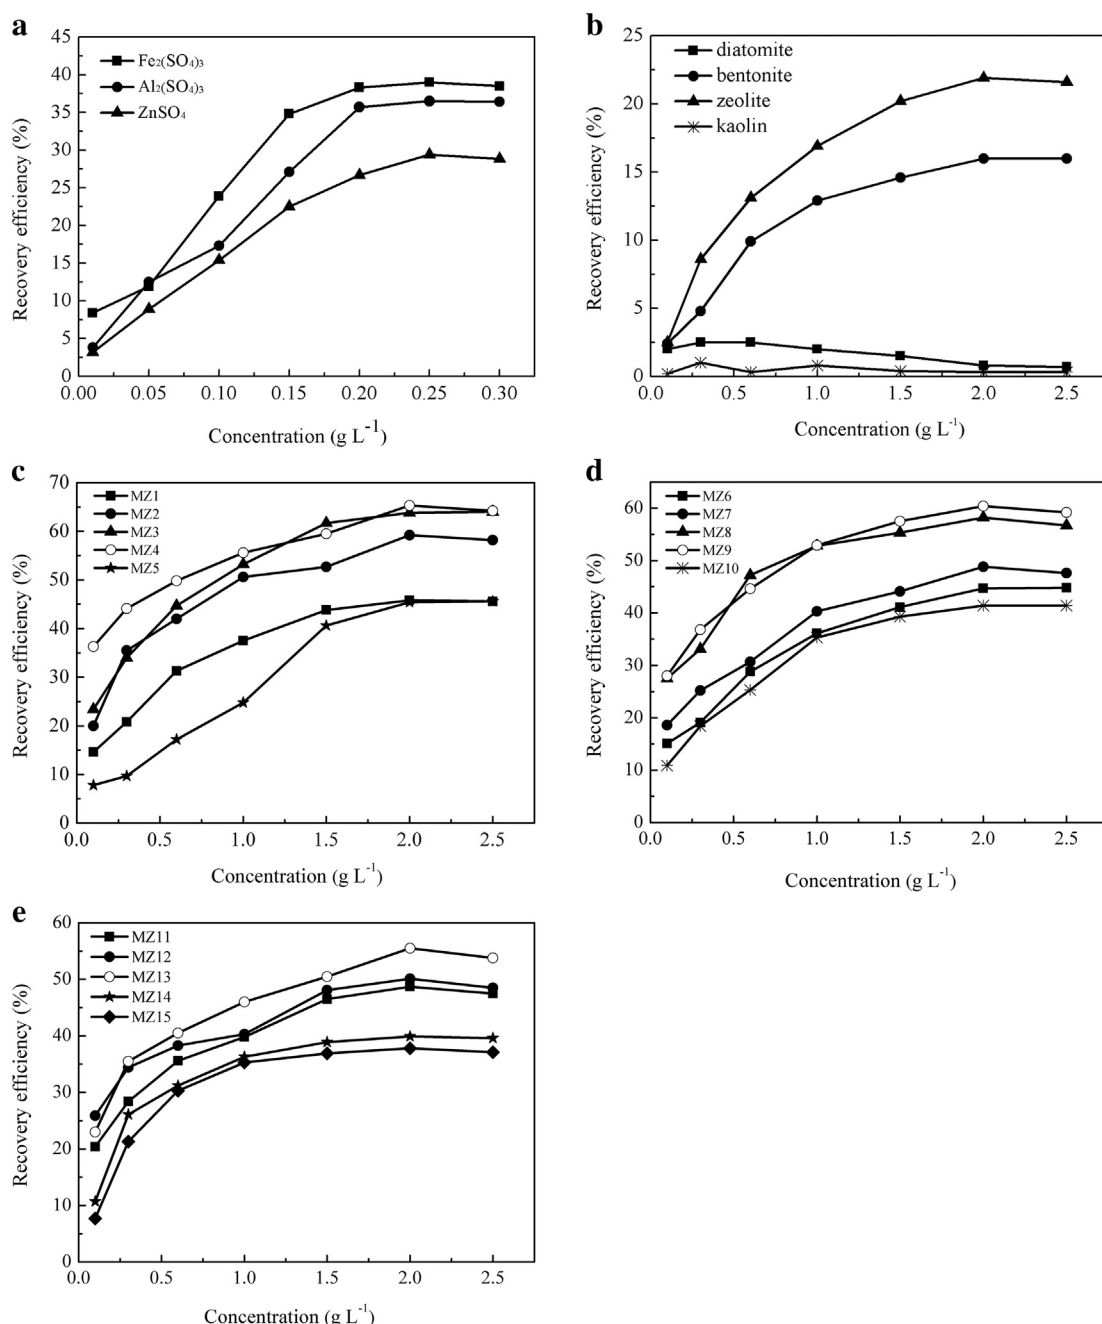 a
Fe₂(SO₄)₃
Al₂(SO₄)₃
ZnSO₄
45
40
35
30
25
20
15
10
5
0
0.00 0.05 0.10 0.15 0.20 0.25 0.30
Recovery efficiency (%)
Concentration (g L⁻¹)
b
diatomite
bentonite
zeolite
kaolin
25
20
15
10
5
0
0.0 0.5 1.0 1.5 2.0 2.5
Recovery efficiency (%)
Concentration (g L⁻¹)
c
MZ1
MZ2
MZ3
MZ4
MZ5
70
60
50
40
30
20
10
0
0.0 0.5 1.0 1.5 2.0 2.5
Recovery efficiency (%)
Concentration (g L⁻¹)
d
MZ6
MZ7
MZ8
MZ9
MZ10
60
50
40
30
20
10
0
0.0 0.5 1.0 1.5 2.0 2.5
Recovery efficiency (%)
Concentration (g L⁻¹)
e
MZ11
MZ12
MZ13
MZ14
MZ15
60
50
40
30
20
10
0
0.0 0.5 1.0 1.5 2.0 2.5
Recovery efficiency (%)
Concentration (g L⁻¹)